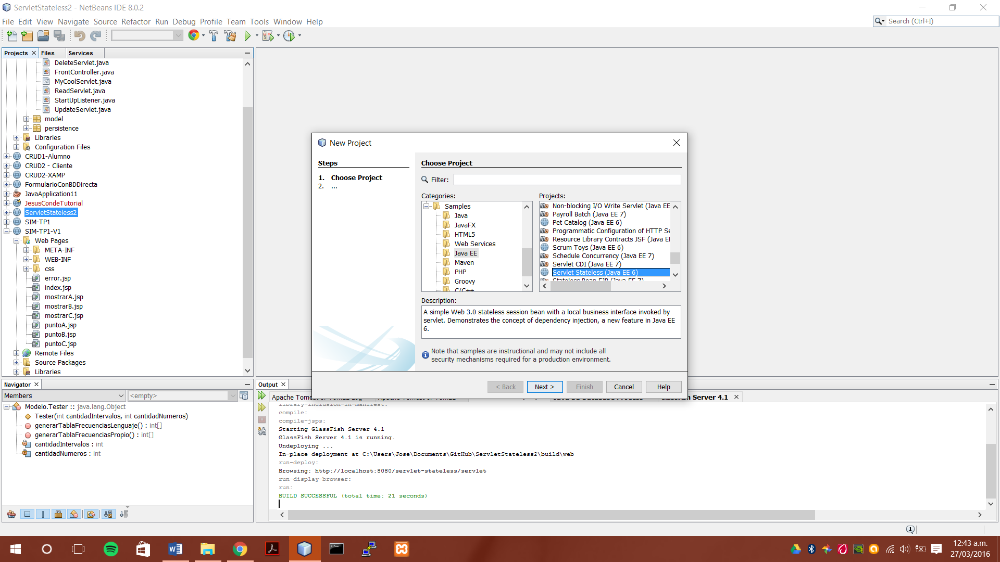 ServletStateless2 - NetBeans IDE 8.0.2
File Edit View Navigate Source Refactor Run Debug Profile Team Tools Window Help
Search (Ctrl+I)
Projects Files Services
DeleteServlet.java
FrontController.java
MyCoolServlet.java
ReadServlet.java
StartUpListener.java
UpdateServlet.java
model
persistence
Libraries
Configuration Files
CRUD1-Alumno
CRUD2 - Cliente
CRUD2-XAMP
FormularioConBDDirecta
JavaApplication11
JesusCondeTutorial
ServletStateless2
SIM-TP1
SIM-TP1-V1
Web Pages
META-INF
WEB-INF
css
error.jsp
index.jsp
mostrarA.jsp
mostrarB.jsp
mostrarC.jsp
puntoA.jsp
puntoB.jsp
puntoC.jsp
Remote Files
Source Packages
Libraries
New Project
Steps
1. Choose Project
2. ...
Choose Project
Filter:
Categories:
Samples
Java
JavaFX
HTML5
Web Services
Java EE
Maven
PHP
Groovy
C/C++
Projects:
Non-blocking I/O Write Servlet (Java EE
Payroll Batch (Java EE 7)
Pet Catalog (Java EE 6)
Programmatic Configuration of HTTP Se
Resource Library Contracts JSF (Java EI
Scrum Toys (Java EE 6)
Schedule Concurrency (Java EE 7)
Servlet CDI (Java EE 7)
Servlet Stateless (Java EE 6)
Stateless Bean EJB (Java EE 7)
Description:
A simple Web 3.0 stateless session bean with a local business interface invoked by
servlet. Demonstrates the concept of dependency injection, a new feature in Java EE
6.
Note that samples are instructional and may not include all
security mechanisms required for a production environment.
< Back Next > Finish Cancel Help
Navigator
Members <empty>
Modelo.Tester :: java.lang.Object
Tester(int cantidadIntervalos, int cantidadNumeros)
generarTablaFrecuenciasLenguaje() : int[]
generarTablaFrecuenciasPropio() : int[]
cantidadIntervalos : int
cantidadNumeros : int
Output
Server 4.1
library-inclusion-in-manifest:
compile:
compile-jsps:
Starting GlassFish Server 4.1
GlassFish Server 4.1 is running.
Undeploying ...
In-place deployment at C:\Users\Jose\Documents\GitHub\ServletStateless2\build\web
run-deploy:
Browsing: http://localhost:8080/servlet-stateless/servlet
run-display-browser:
run:
BUILD SUCCESSFUL (total time: 21 seconds)
12:43 a.m.
27/03/2016